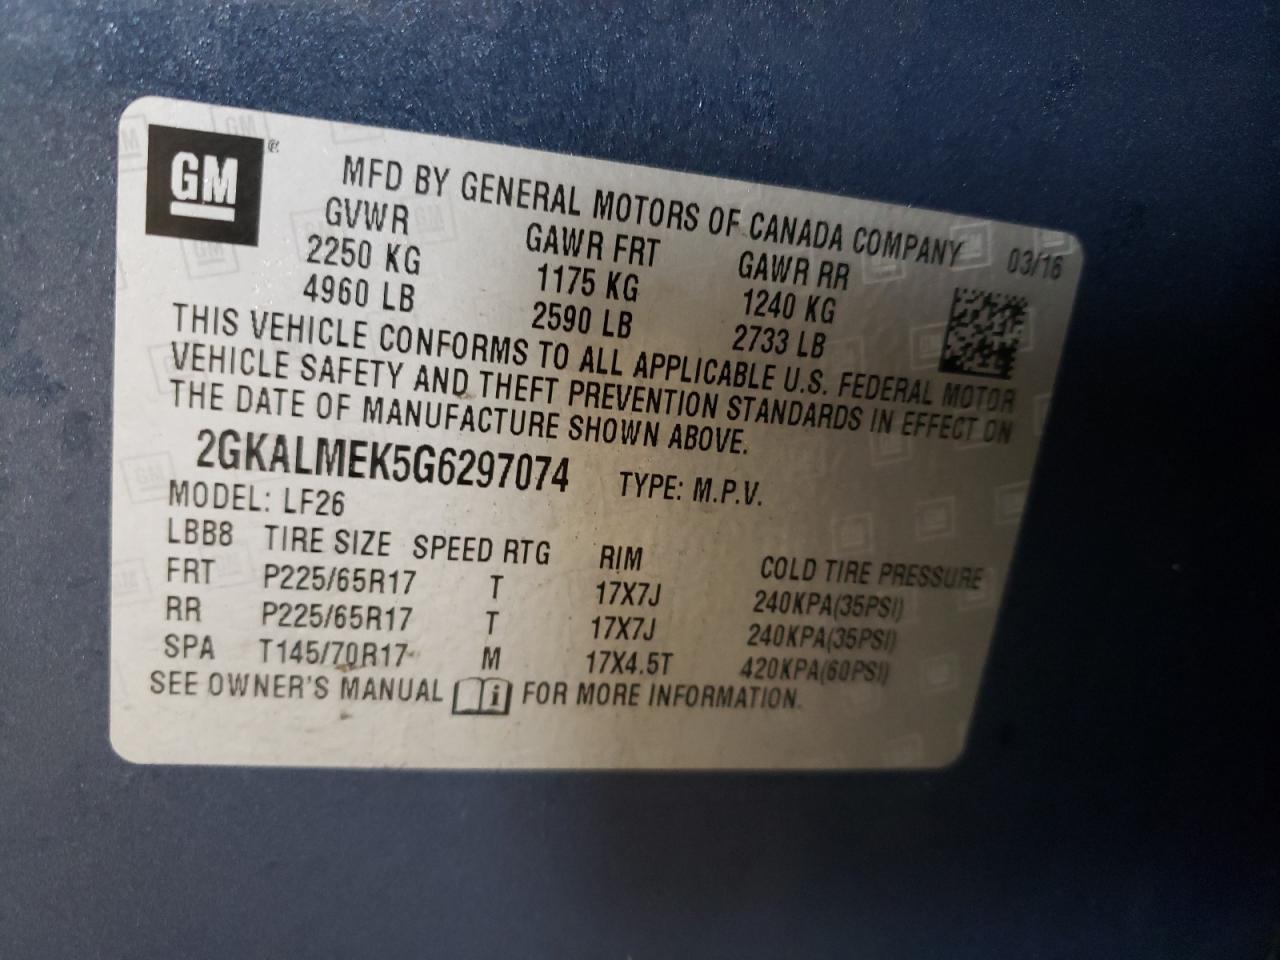 GM
MFD BY GENERAL MOTORS OF CANADA COMPANY 03/16
GVWR GAWR FRT GAWR RR
2250 KG 1175 KG 1240 KG
4960 LB 2590 LB 2733 LB
THIS VEHICLE CONFORMS TO ALL APPLICABLE U.S. FEDERAL MOTOR
VEHICLE SAFETY AND THEFT PREVENTION STANDARDS IN EFFECT ON
THE DATE OF MANUFACTURE SHOWN ABOVE.
2GKALMEK5G6297074 TYPE: M.P.V.
MODEL: LF26
LBB8 TIRE SIZE SPEED RTG RIM COLD TIRE PRESSURE
FRT P225/65R17 T 17X7J 240KPA(35PSI)
RR P225/65R17 T 17X7J 240KPA(35PSI)
SPA T145/70R17 M 17X4.5T 420KPA(60PSI)
SEE OWNER'S MANUAL i FOR MORE INFORMATION.